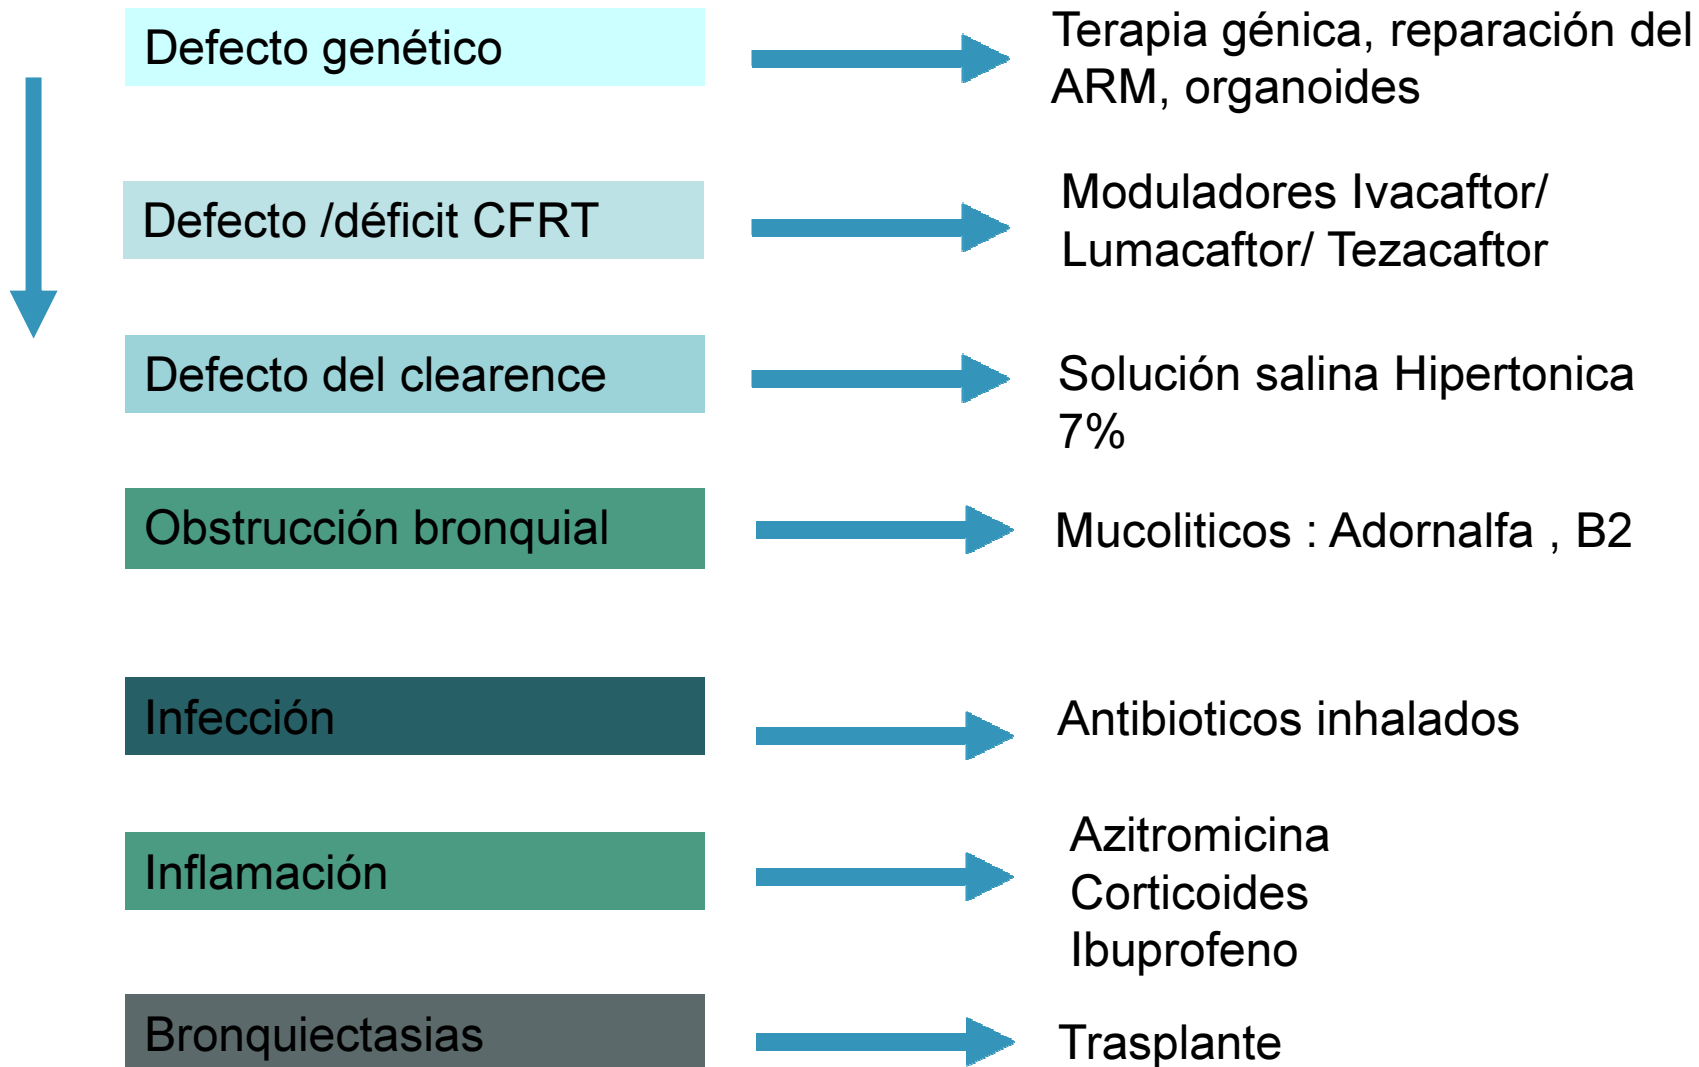 Defecto genético
Terapia génica, reparación del
ARM, organoides
Defecto /déficit CFRT
Moduladores Ivacaftor/
Lumacaftor/ Tezacaftor
Defecto del clearence
Solución salina Hipertonica
7%
Obstrucción bronquial
Mucoliticos : Adornalfa , B2
Infección
Antibioticos inhalados
Inflamación
Azitromicina
Corticoides
Ibuprofeno
Bronquiectasias
Trasplante